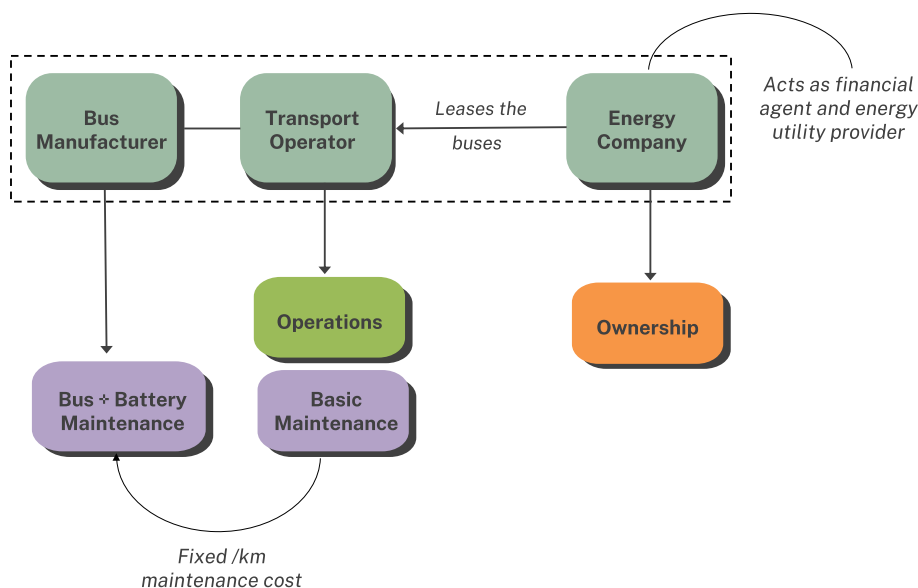 Bus
Manufacturer
Transport
Operator
Leases the
buses
Energy
Company
Acts as financial
agent and energy
utility provider
Operations
Ownership
Bus + Battery
Maintenance
Basic
Maintenance
Fixed /km
maintenance cost